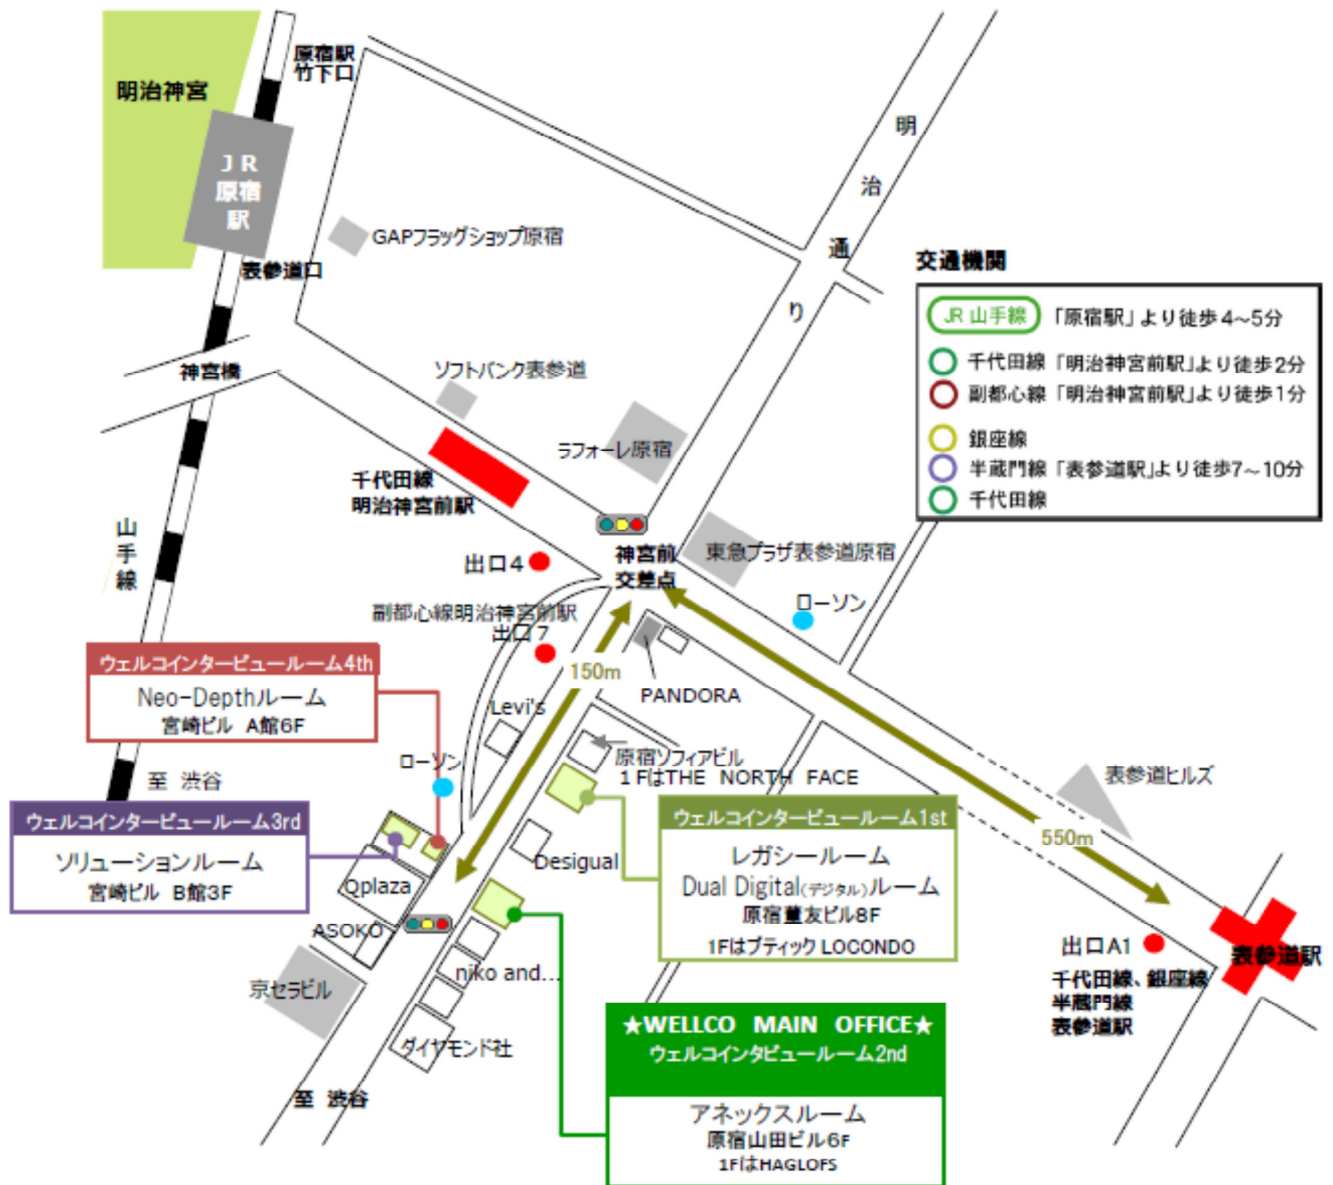 原宿駅
竹下口
明治神宮
JR
原宿
駅
明
治
通
り
GAPフラッグショップ原宿
表参道口
交通機関
JR 山手線 「原宿駅」より徒歩4~5分
千代田線「明治神宮前駅」より徒歩2分
副都心線「明治神宮前駅」より徒歩1分
銀座線
半蔵門線「表参道駅」より徒歩7~10分
千代田線
神宮橋
ソフトバンク表参道
ラフォーレ原宿
千代田線
明治神宮前駅
山
手
線
神宮前
交差点
東急プラザ表参道原宿
出口4
ローソン
副都心線明治神宮前駅
出口7
150m
PANDORA
ウェルコインタービュールーム4th
Neo-Depthルーム
宮崎ビル A館6F
Levi's
原宿ソフィアビル
1FはTHE NORTH FACE
ローソン
至 渋谷
表参道ヒルズ
550m
ウェルコインタービュールーム3rd
ソリューションルーム
宮崎ビル B館3F
ウェルコインタービュールーム1st
レガシールーム
Dual Digital(デジタル)ルーム
原宿董友ビル8F
1Fはブティック LOCONDO
Desigual
Qplaza
ASOKO
niko and...
京セラビル
ダイヤモンド社
至 渋谷
出口A1
千代田線、銀座線
半蔵門線
表参道駅
表参道駅
★WELLCO MAIN OFFICE★
ウェルコインタビュールーム2nd
アネックスルーム
原宿山田ビル6F
1FはHAGLOFS